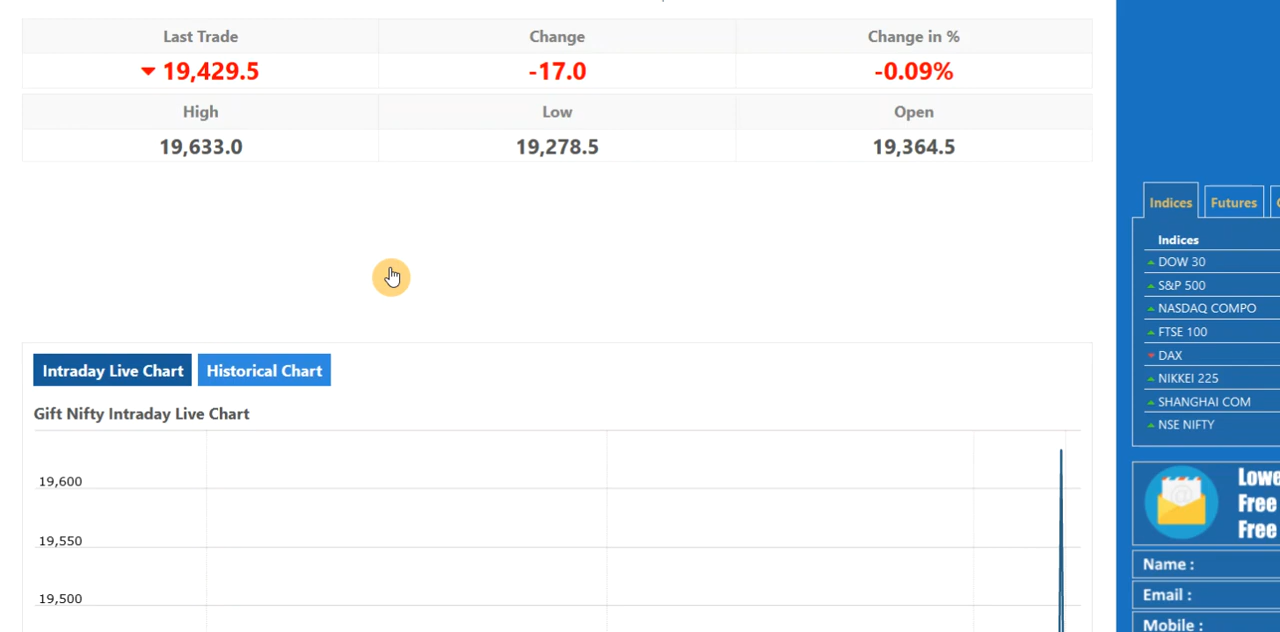 Last Trade Change Change in %
19,429.5 -17.0 -0.09%
High Low Open
19,633.0 19,278.5 19,364.5
Intraday Live Chart Historical Chart
Gift Nifty Intraday Live Chart
19,600
19,550
19,500
Indices Futures
Indices
DOW 30
S&P 500
NASDAQ COMPO
FTSE 100
DAX
NIKKEI 225
SHANGHAI COM
NSE NIFTY
Lowe
Free
Free
Name :
Email :
Mobile :